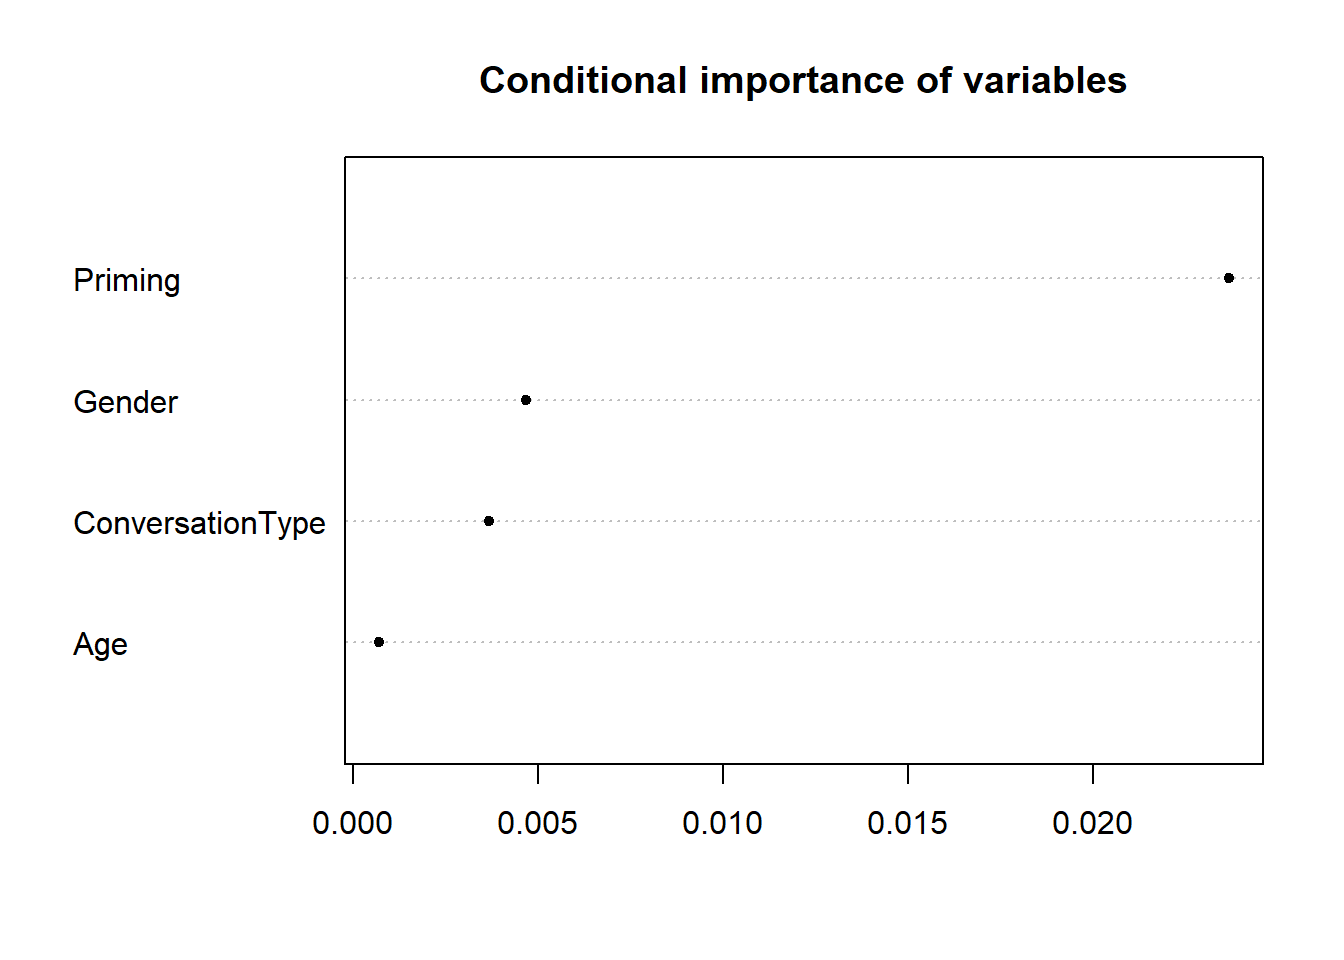 Conditional importance of variables
Priming
Gender
ConversationType
Age
0.000 0.005 0.010 0.015 0.020